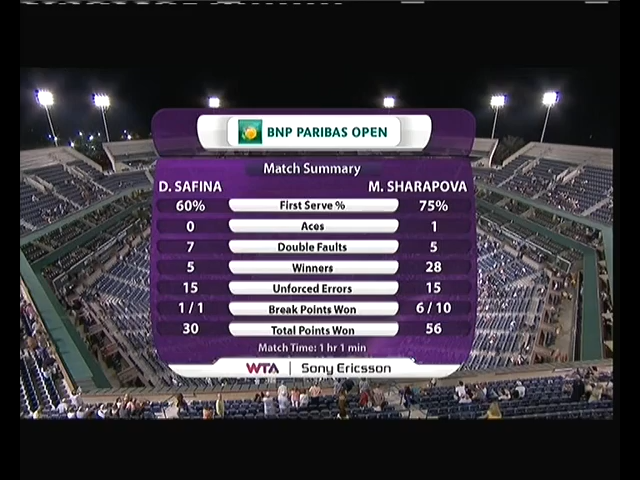 BNP PARIBAS OPEN
Match Summary
D. SAFINA M. SHARAPOVA
60% First Serve % 75%
0 Aces 1
7 Double Faults 5
5 Winners 28
15 Unforced Errors 15
1 / 1 Break Points Won 6 / 10
30 Total Points Won 56
Match Time: 1 hr 1 min
WTA | Sony Ericsson